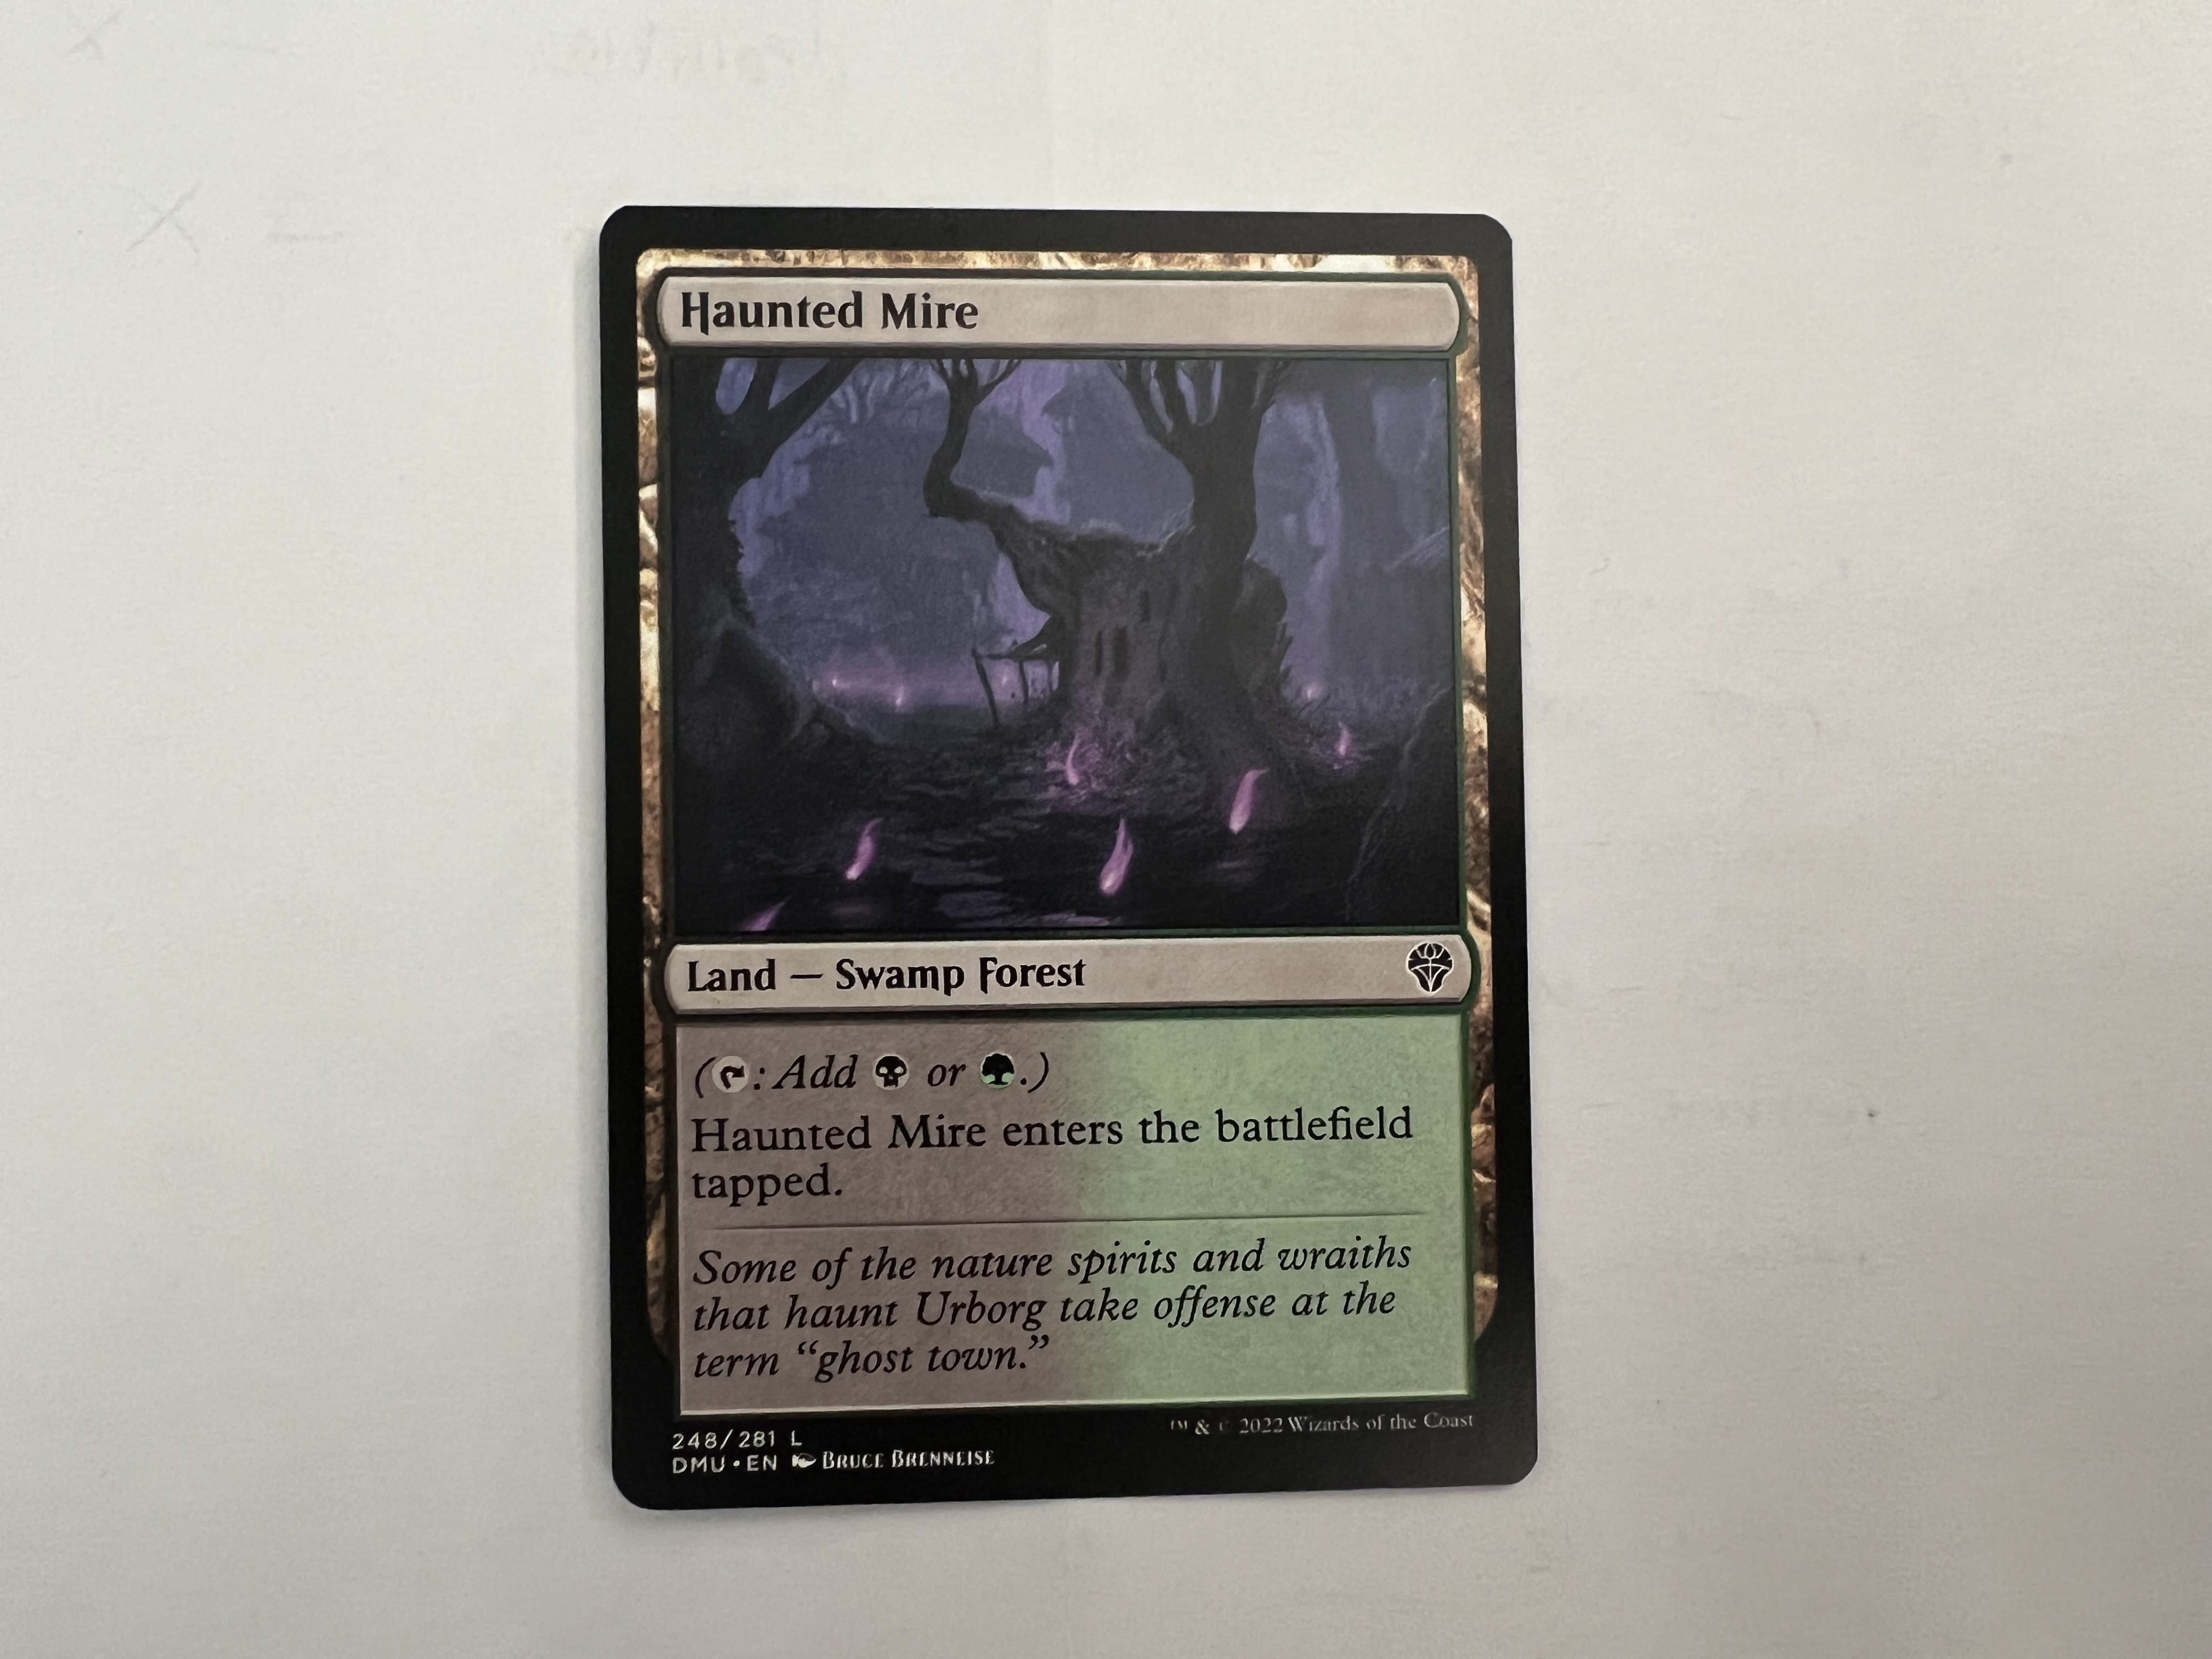 Haunted Mire
Land — Swamp Forest
(: Add or .)
Haunted Mire enters the battlefield
tapped.
Some of the nature spirits and wraiths
that haunt Urborg take offense at the
term “ghost town.”
248/281 L
DMU • EN Bruce Brenneise
™ & © 2022 Wizards of the Coast